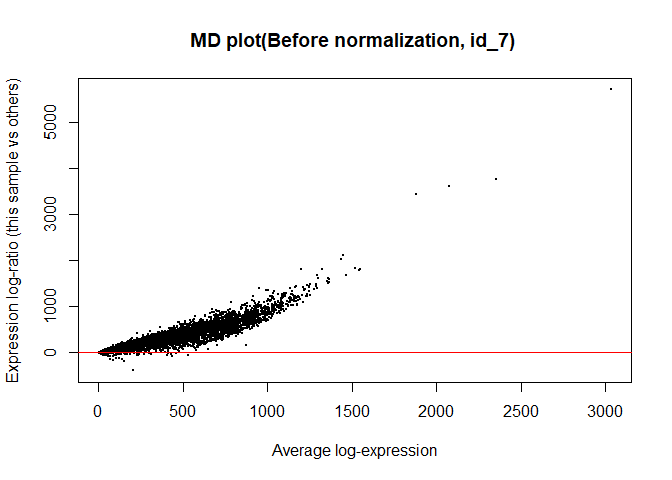 MD plot(Before normalization, id_7)
Expression log-ratio (this sample vs others)
5000
3000
1000
0
0 500 1000 1500 2000 2500 3000
Average log-expression